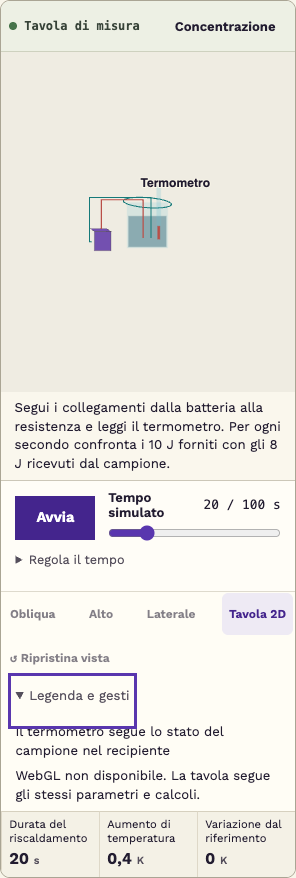 Tavola di misura
Concentrazione
Termometro
Segui i collegamenti dalla batteria alla
resistenza e leggi il termometro. Per ogni
secondo confronta i 10 J forniti con gli 8
J ricevuti dal campione.
Avvia
Tempo
simulato
20 / 100 s
▶ Regola il tempo
Obliqua
Alto
Laterale
Tavola 2D
↺ Ripristina vista
▼ Legenda e gesti
Il termometro segue lo stato del
campione nel recipiente
WebGL non disponibile. La tavola segue
gli stessi parametri e calcoli.
Durata del
riscaldamento
20 s
Aumento di
temperatura
0,4 K
Variazione dal
riferimento
0 K